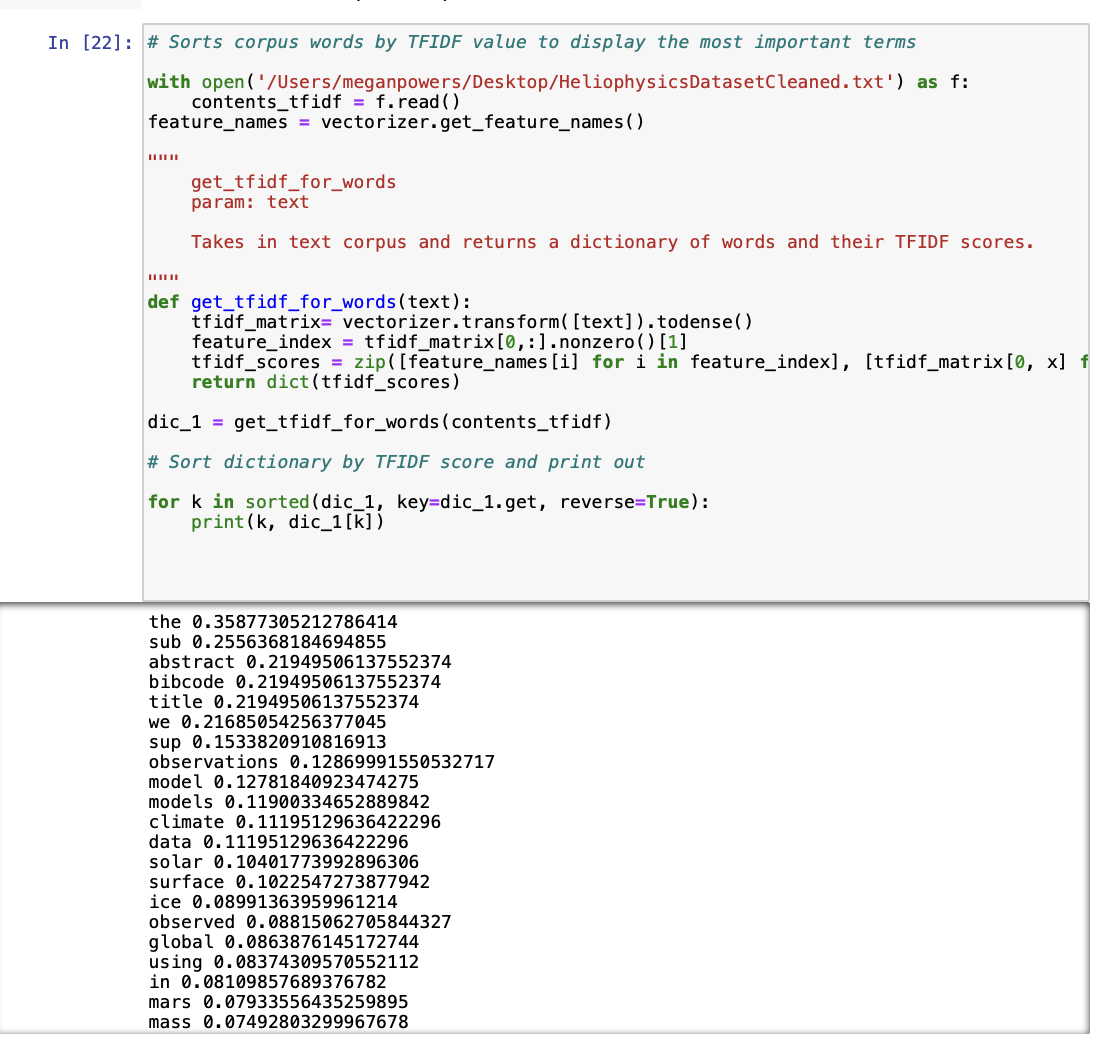 In [22]: # Sorts corpus words by TFIDF value to display the most important terms
with open('/Users/meganpowers/Desktop/HeliophysicsDatasetCleaned.txt') as f:
    contents_tfidf = f.read()
feature_names = vectorizer.get_feature_names()
"""
    get_tfidf_for_words
    param: text
    Takes in text corpus and returns a dictionary of words and their TFIDF scores.
"""
def get_tfidf_for_words(text):
    tfidf_matrix= vectorizer.transform([text]).todense()
    feature_index = tfidf_matrix[0,:].nonzero()[1]
    tfidf_scores = zip([feature_names[i] for i in feature_index], [tfidf_matrix[0, x] f
    return dict(tfidf_scores)
dic_1 = get_tfidf_for_words(contents_tfidf)
# Sort dictionary by TFIDF score and print out
for k in sorted(dic_1, key=dic_1.get, reverse=True):
    print(k, dic_1[k])
the 0.35877305212786414
sub 0.2556368184694855
abstract 0.21949506137552374
bibcode 0.21949506137552374
title 0.21949506137552374
we 0.21685054256377045
sup 0.1533820910816913
observations 0.12869991550532717
model 0.12781840923474275
models 0.11900334652889842
climate 0.11195129636422296
data 0.11195129636422296
solar 0.10401773992896306
surface 0.1022547273877942
ice 0.08991363959961214
observed 0.08815062705844327
global 0.0863876145172744
using 0.08374309570552112
in 0.08109857689376782
mars 0.07933556435259895
mass 0.07492803299967678